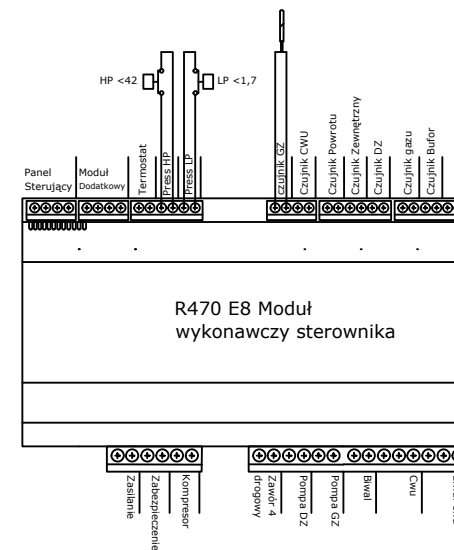 HP <42
LP <1,7
Panel
Sterujący
Moduł
Dodatkowy
Termostat
Press HP
Press LP
czujnik GZ
Czujnik CWU
Czujnik Powrotu
Czujnik Zewnętrzny
Czujnik DZ
Czujnik gazu
Czujnik Bufor
R470 E8 Moduł
wykonawczy sterownika
Zasilanie
Zabezpieczenie
Kompresor
Zawór 4
drogowy
Pompa DZ
Pompa GZ
Biwal
Cwu